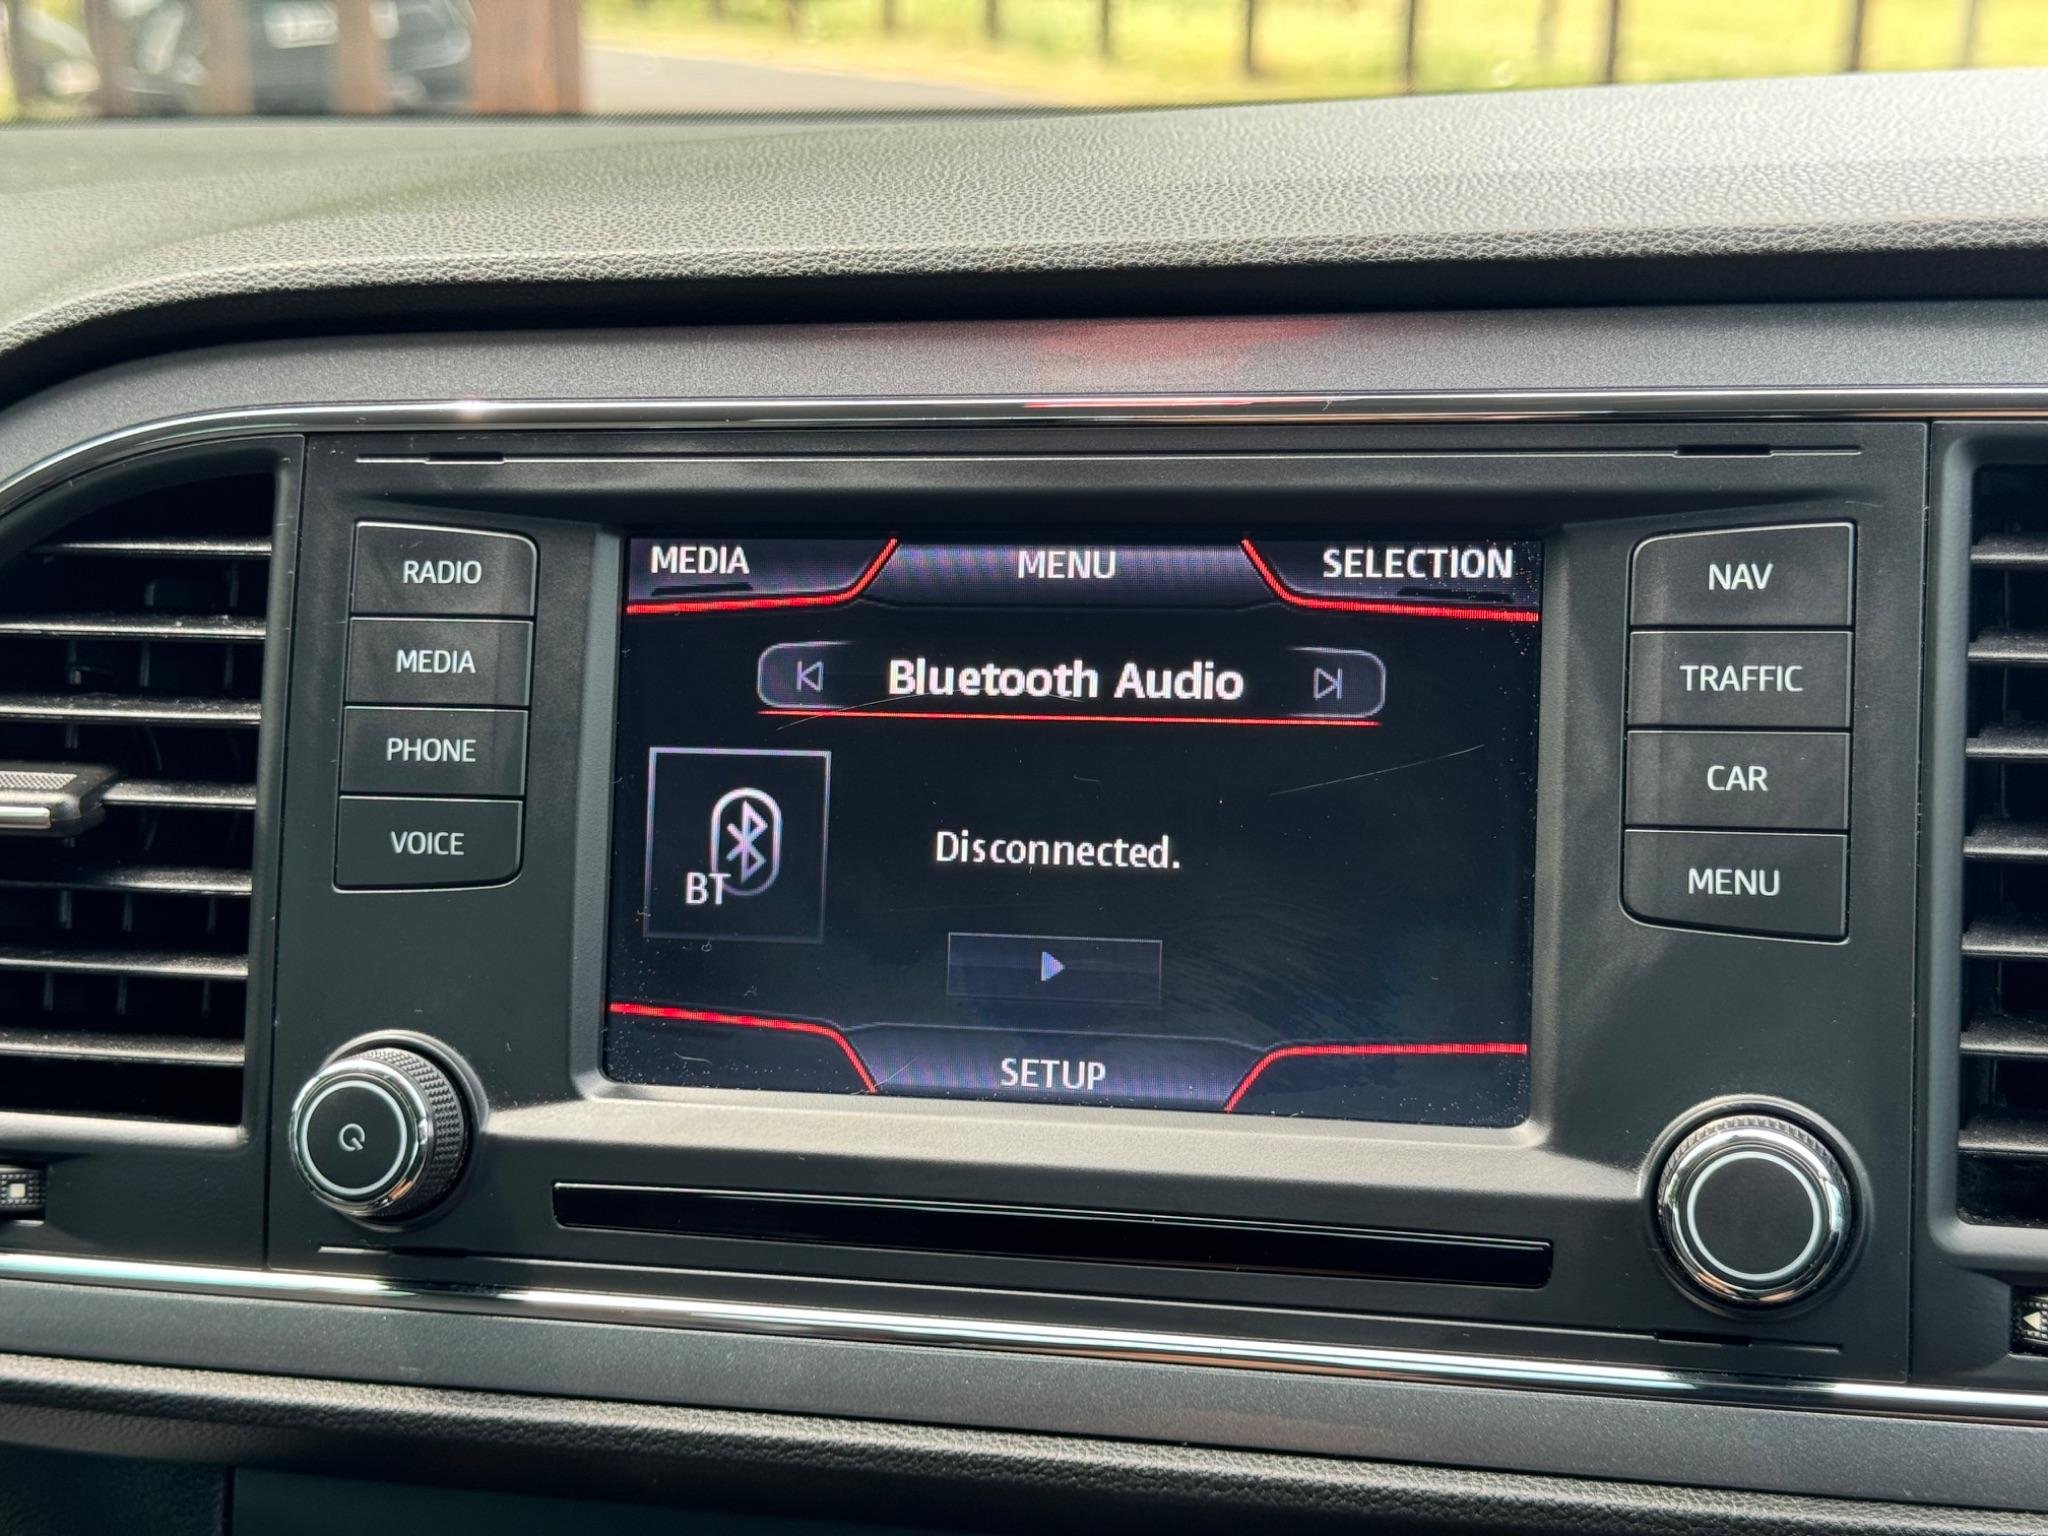 RADIO
MEDIA
PHONE
VOICE
MEDIA
MENU
SELECTION
Bluetooth Audio
BT
Disconnected.
SETUP
NAV
TRAFFIC
CAR
MENU